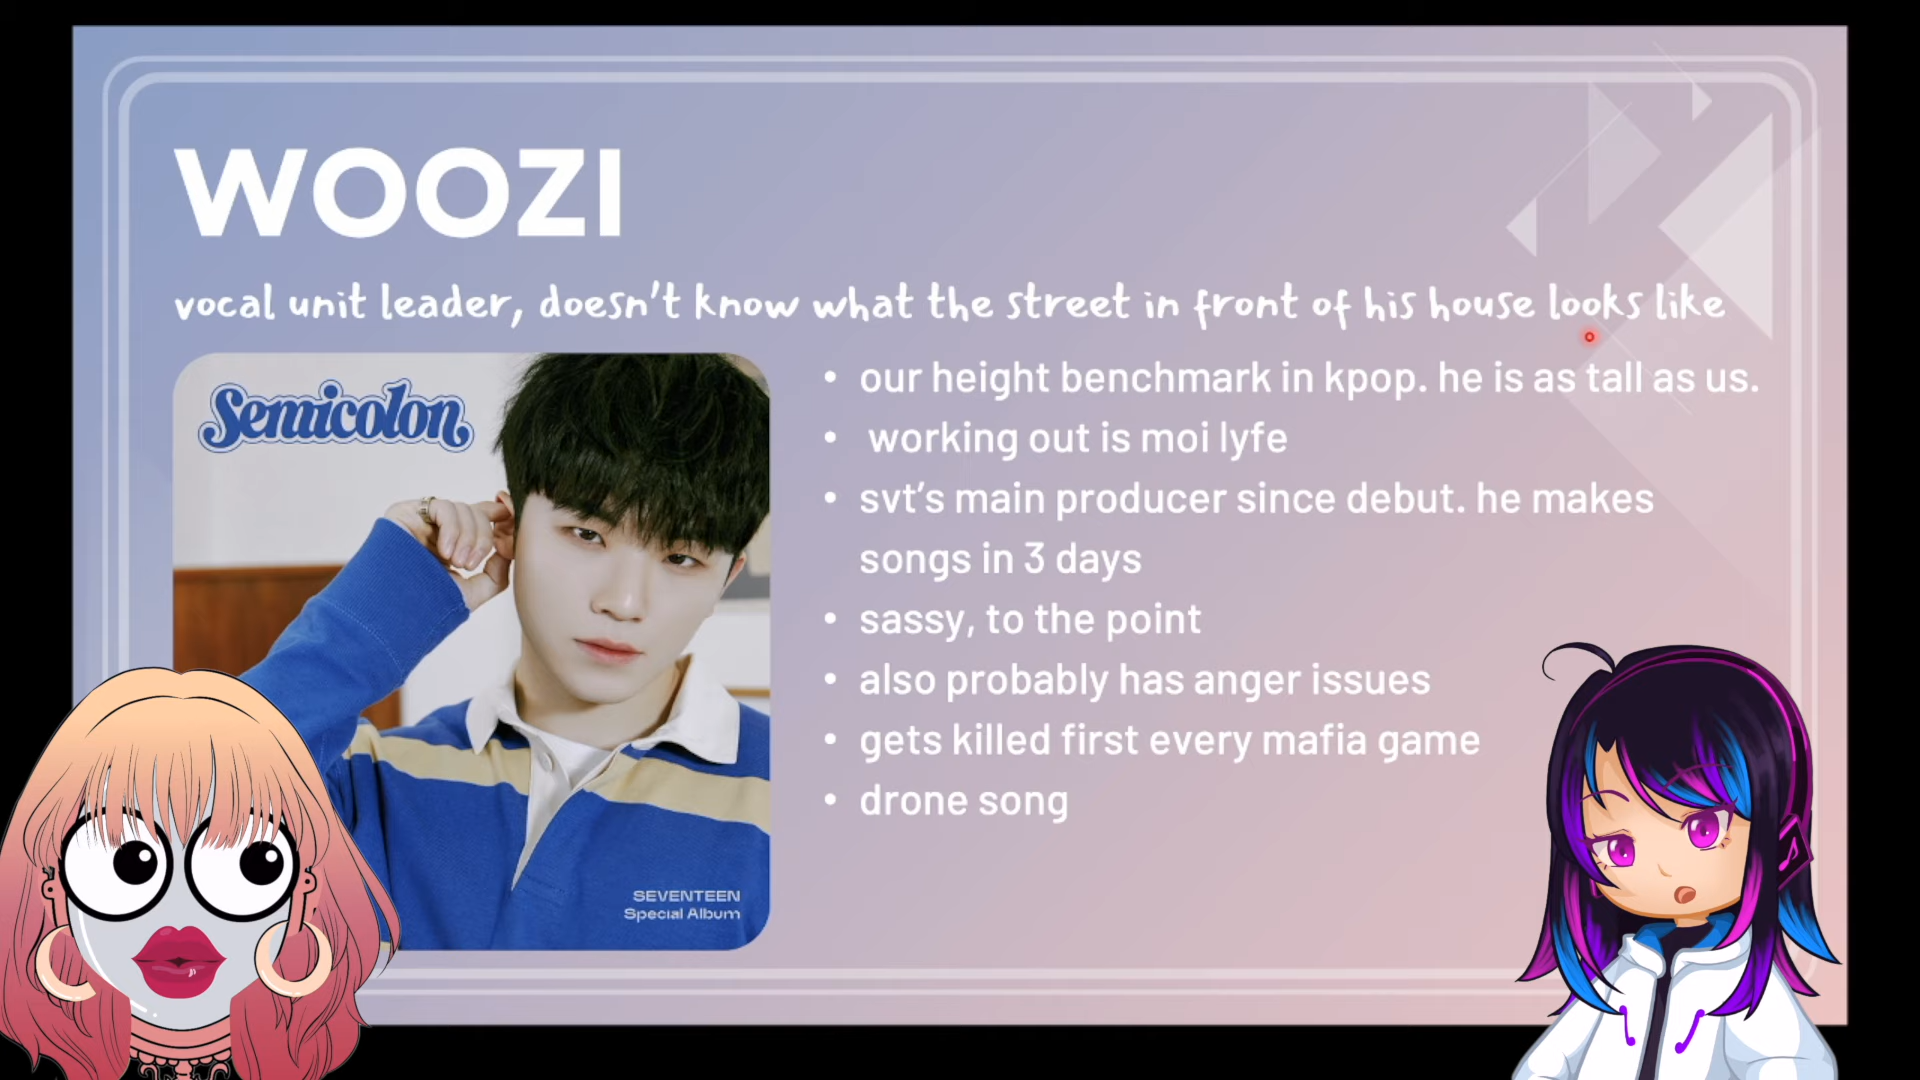 WOOZI
vocal unit leader, doesn't know what the street in front of his house looks like
Semicolon
SEVENTEEN
Special Album
• our height benchmark in kpop. he is as tall as us.
• working out is moi lyfe
• svt's main producer since debut. he makes
songs in 3 days
• sassy, to the point
• also probably has anger issues
• gets killed first every mafia game
• drone song